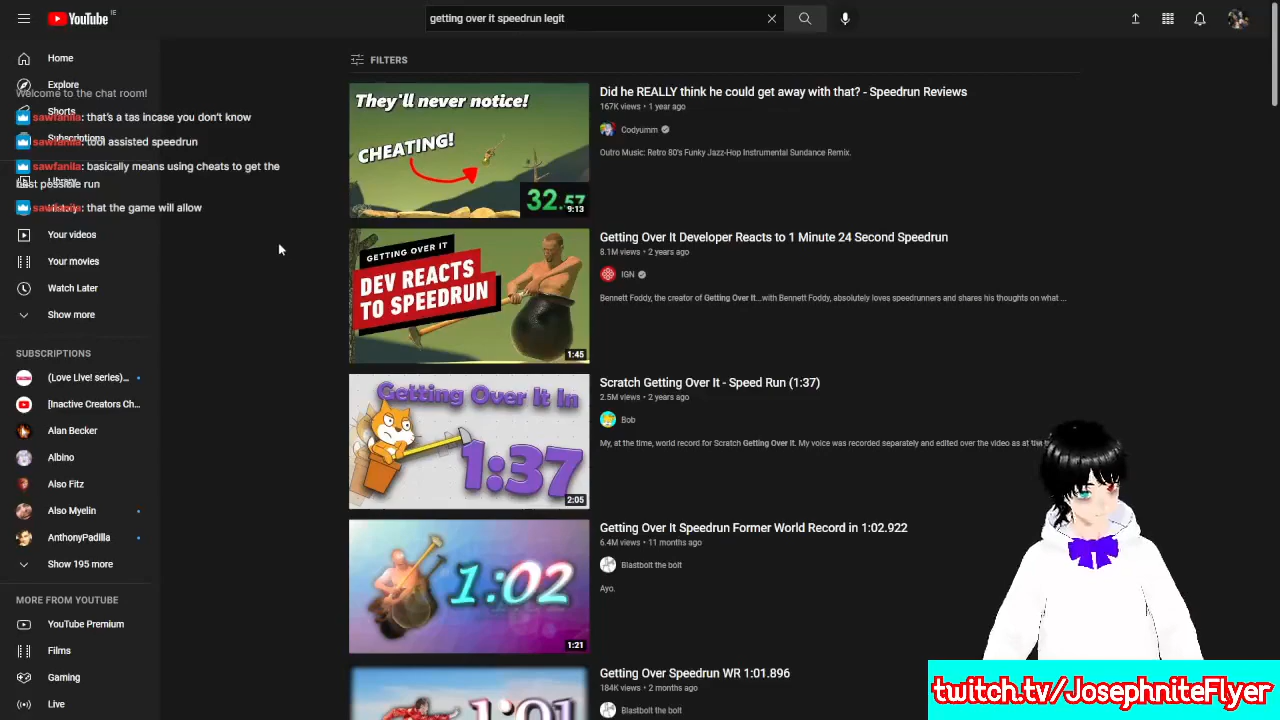 YouTube IE
getting over it speedrun legit
Home
Explore
Welcome to the chat room!
Shorts
sawfanila: that's a tas incase you don't know
Subscriptions
sawfanila: tool assisted speedrun
sawfanila: basically means using cheats to get the
Library
best possible run
History
sawfanila: that the game will allow
Your videos
Your movies
Watch Later
Show more
SUBSCRIPTIONS
(Love Live! series)...
[Inactive Creators Ch...
Alan Becker
Albino
Also Fitz
Also Myelin
AnthonyPadilla
Show 195 more
MORE FROM YOUTUBE
YouTube Premium
Films
Gaming
Live
FILTERS
They'll never notice!
CHEATING!
32.57
9:13
Did he REALLY think he could get away with that? - Speedrun Reviews
167K views • 1 year ago
Codyumm
Outro Music: Retro 80's Funky Jazz-Hop Instrumental Sundance Remix.
GETTING OVER IT
DEV REACTS
TO SPEEDRUN
1:45
Getting Over It Developer Reacts to 1 Minute 24 Second Speedrun
8.1M views • 2 years ago
IGN
Bennett Foddy, the creator of Getting Over It...with Bennett Foddy, absolutely loves speedrunners and shares his thoughts on what ...
Getting Over It In
1:37
2:05
Scratch Getting Over It - Speed Run (1:37)
2.5M views • 2 years ago
Bob
My, at the time, world record for Scratch Getting Over It. My voice was recorded separately and edited over the video as at
1:02
1:21
Getting Over It Speedrun Former World Record in 1:02.922
6.4M views • 11 months ago
Blastbolt the bolt
Ayo.
1:01
Getting Over Speedrun WR 1:01.896
184K views • 2 months ago
Blastbolt the bolt
twitch.tv/JosephniteFlyer